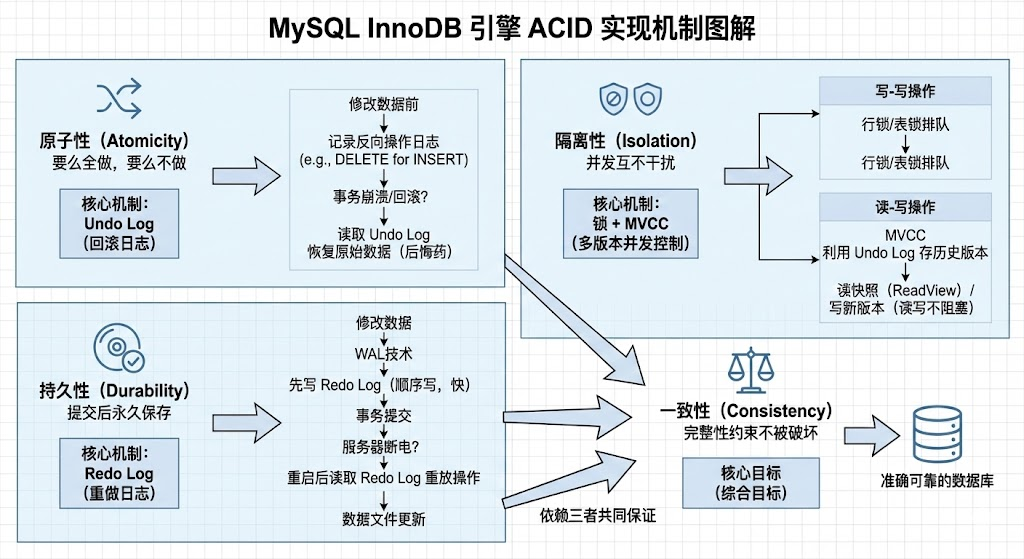 MySQL InnoDB 引擎 ACID 实现机制图解
原子性（Atomicity）
要么全做，要么不做
核心机制：
Undo Log
（回滚日志）
修改数据前
记录反向操作日志
(e.g., DELETE for INSERT)
事务崩溃/回滚?
读取 Undo Log
恢复原始数据（后悔药）
隔离性（Isolation）
并发互不干扰
核心机制：
锁 + MVCC
（多版本并发控制）
写-写操作
行锁/表锁排队
行锁/表锁排队
读-写操作
MVCC
利用 Undo Log 存历史版本
读快照（ReadView）/
写新版本（读写不阻塞）
持久性（Durability）
提交后永久保存
核心机制：
Redo Log
（重做日志）
修改数据
WAL技术
先写 Redo Log（顺序写，快）
事务提交
服务器断电?
重启后读取 Redo Log 重放操作
数据文件更新
依赖三者共同保证
一致性（Consistency）
完整性约束不被破坏
核心目标
（综合目标）
准确可靠的数据库